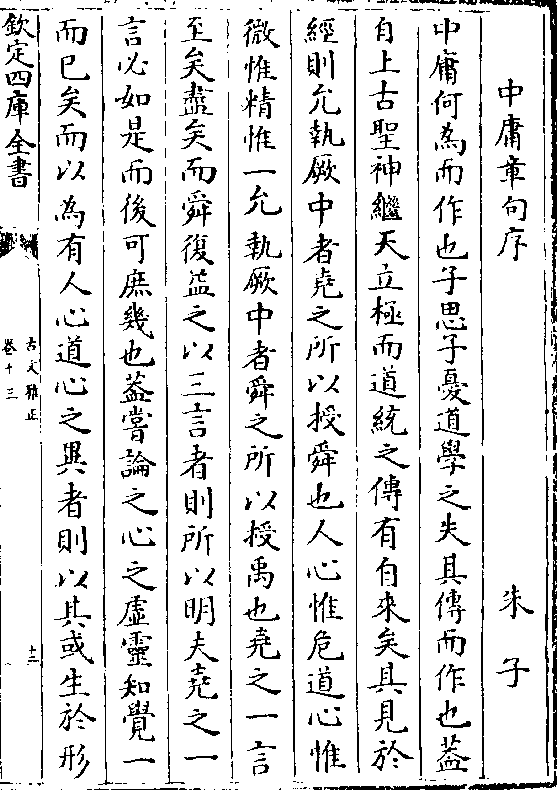 中庸章句序 朱子
中庸何為而作也子思子憂道學之失其傳而作也葢
自上古聖神繼天立極而道統之傳有自來矣其見於
經則允執厥中者堯之所以授舜也人心惟危道心惟
微惟精惟一允執厥中者舜之所以授禹也堯之一言
至矣盡矣而舜復益之以三言者則所以明夫堯之一
言必如是而後可庶幾也葢嘗論之心之虛靈知覺一
而已矣而以為有人心道心之異者則以其或生於形
欽定四庫全書
古文雅正
卷十三
十二